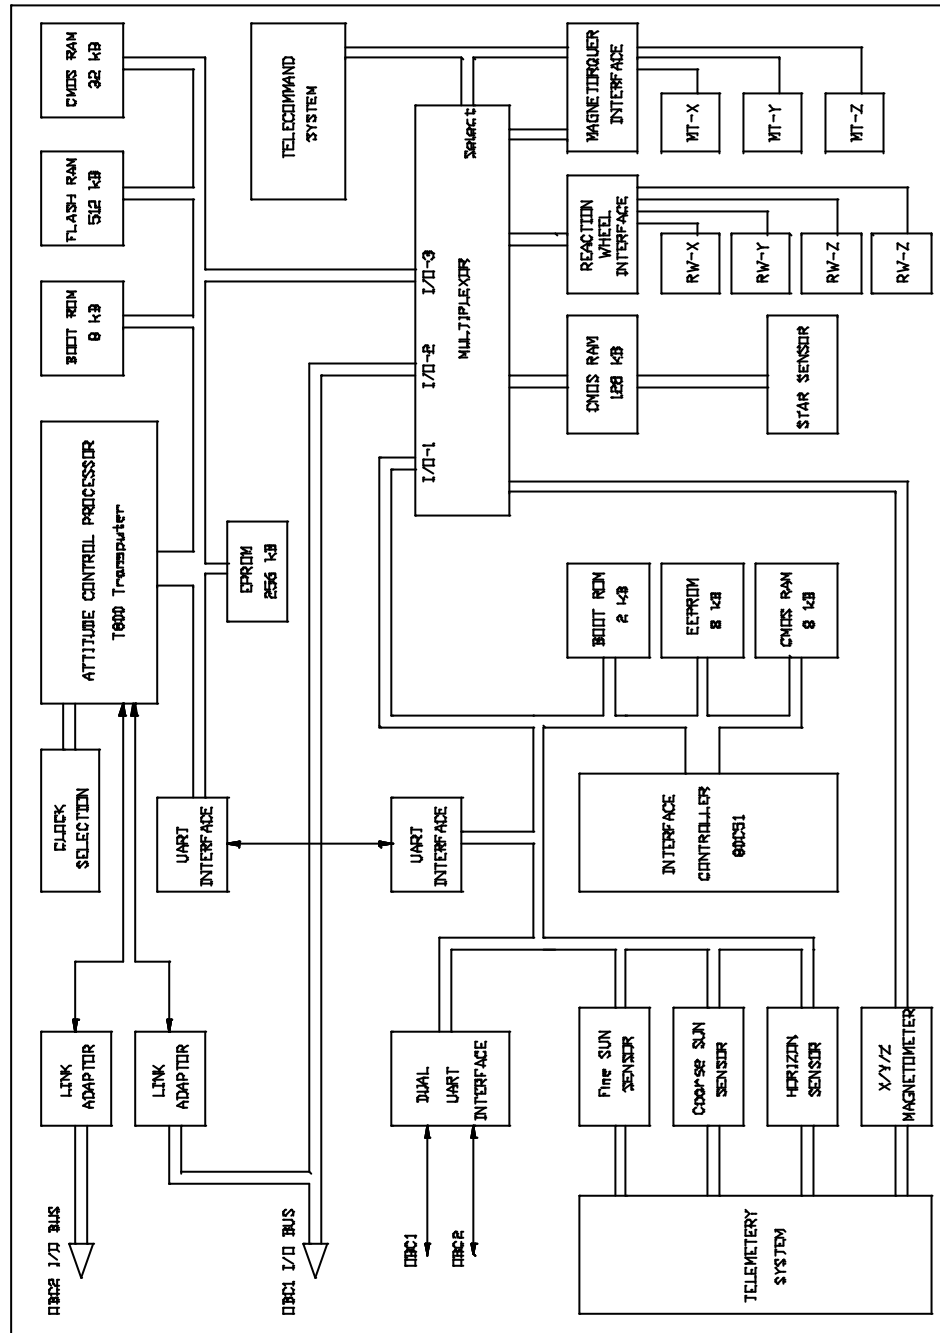 OBC2 I/O BUS
LINK
ADAPTOR
CLOCK
SELECTION
ATTITUDE CONTROL PROCESSOR
T800 Transputer
BOOT ROM
8 kB
FLASH RAM
512 kB
CMOS RAM
32 kB
LINK
ADAPTOR
UART
INTERFACE
EPROM
256 kB
TELECOMMAND
SYSTEM
OBC1 I/O BUS
OBC1
OBC2
DUAL
UART
INTERFACE
UART
INTERFACE
I/O-1
I/O-2
I/O-3
MULTIPLEXOR
Select
Fine SUN
SENSOR
Coarse SUN
SENSOR
HORIZON
SENSOR
X/Y/Z
MAGNETOMETER
INTERFACE
CONTROLLER
80C51
BOOT ROM
2 kB
EEPROM
8 kB
CMOS RAM
8 kB
CMOS RAM
128 kB
STAR SENSOR
REACTION
WHEEL
INTERFACE
RW-X
RW-Y
RW-Z
RW-Z
MAGNETORQUER
INTERFACE
MT-X
MT-Y
MT-Z
TELEMETERY
SYSTEM